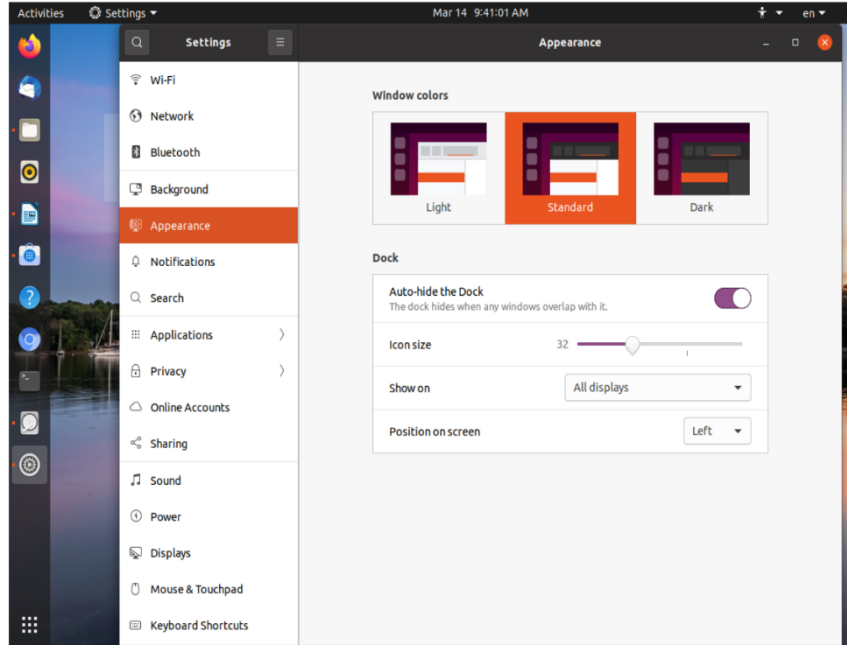 Activities Settings Mar 14 9:41:01 AM en
Settings Appearance
Wi-Fi
Network
Bluetooth
Background
Appearance
Notifications
Search
Applications
Privacy
Online Accounts
Sharing
Sound
Power
Displays
Mouse & Touchpad
Keyboard Shortcuts
Window colors
Light Standard Dark
Dock
Auto-hide the Dock
The dock hides when any windows overlap with it.
Icon size 32
Show on All displays
Position on screen Left